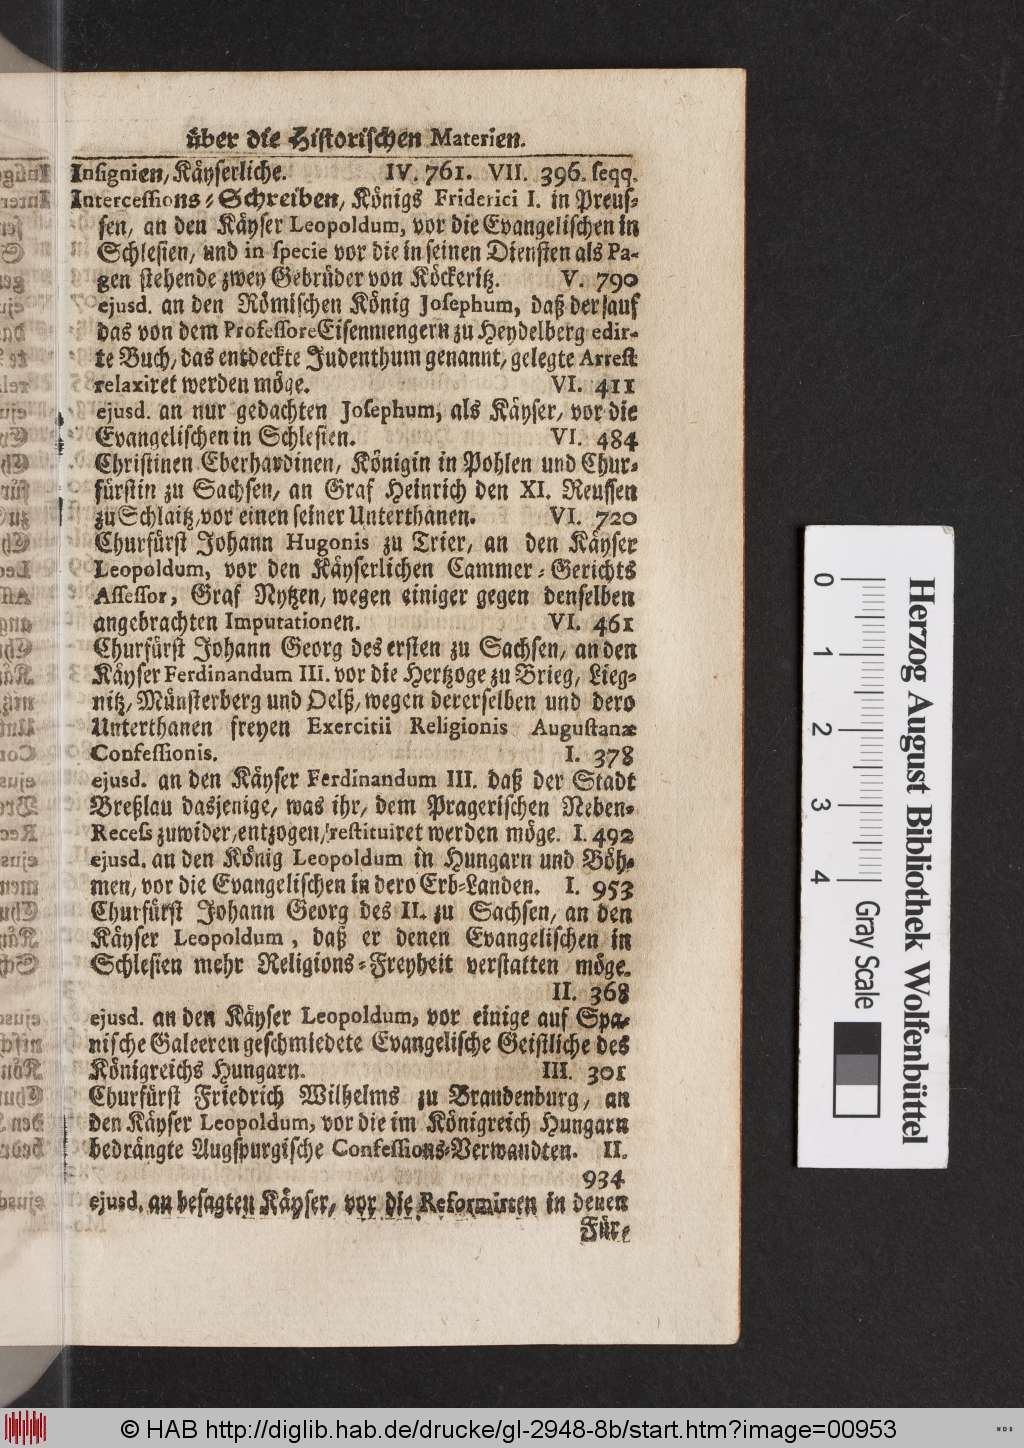 über die Historischen Materien.
Insignien, Käyserliche. IV. 761. VII. 396. seqq.
Intercessions-Schreiben, Königs Friderici I. in Preus-
sen, an den Käyser Leopoldum, vor die Evangelischen in
Schlesien, und in specie vor die in seinen Diensten als Pa-
gen stehende zwey Gebrüder von Köckeritz. V. 790
ejusd. an den Römischen König Josephum, daß der auf
das von dem Professore Eisenmengern zu Heydelberg edir-
te Buch, das entdeckte Judenthum genannt, gelegte Arrest
relaxiret werden möge. VI. 411
ejusd. an nur gedachten Josephum, als Käyser, vor die
Evangelischen in Schlesien. VI. 484
Christinen Eberhardinen, Königin in Pohlen und Chur-
fürstin zu Sachsen, an Graf Heinrich den XI. Reussen
zu Schlaitz, vor einen seiner Unterthanen. VI. 720
Churfürst Johann Hugonis zu Trier, an den Käyser
Leopoldum, vor den Käyserlichen Cammer-Gerichts
Assessor, Graf Nytzen, wegen einiger gegen denselben
angebrachten Imputationen. VI. 461
Churfürst Johann Georg des ersten zu Sachsen, an den
Käyser Ferdinandum III. vor die Hertzoge zu Brieg, Lieg-
nitz, Münsterberg und Oelß, wegen dererselben und dero
Unterthanen freyen Exercitii Religionis Augustanæ
Confessionis. I. 378
ejusd. an den Käyser Ferdinandum III. daß der Stadt
Breßlau dasjenige, was ihr, dem Pragerischen Neben-
Recess zuwider, entzogen, restituiret werden möge. I. 492
ejusd. an den König Leopoldum in Hungarn und Böh-
men, vor die Evangelischen in dero Erb-Landen. I. 953
Churfürst Johann Georg des II. zu Sachsen, an den
Käyser Leopoldum, daß er denen Evangelischen in
Schlesien mehr Religions-Freyheit verstatten möge.
II. 368
ejusd. an den Käyser Leopoldum, vor einige auf Spa-
nische Galeeren geschmiedete Evangelische Geistliche des
Königreichs Hungarn. III. 301
Churfürst Friedrich Wilhelms zu Brandenburg, an
den Käyser Leopoldum, vor die im Königreich Hungarn
bedrängte Augspurgische Confessions-Verwandten. II.
934
ejusd. an besagten Käyser, vor die Reformirten in denen
Für-
Herzog August Bibliothek Wolfenbüttel
0 1 2 3 4 Gray Scale
© HAB http://diglib.hab.de/drucke/gl-2948-8b/start.htm?image=00953